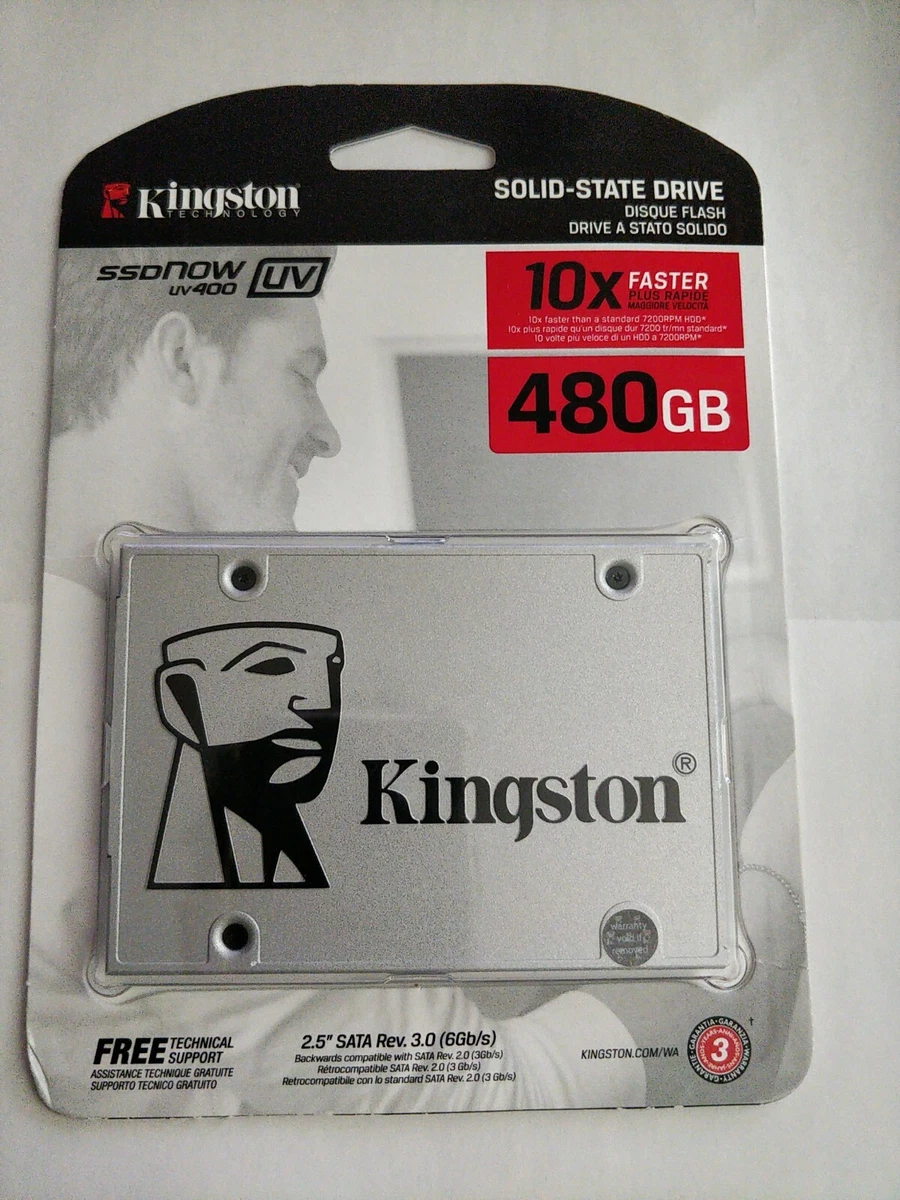 Kingston
TECHNOLOGY
SOLID-STATE DRIVE
DISQUE FLASH
DRIVE A STATO SOLIDO
SSDNOW
UV400
UV
10x FASTER
PLUS RAPIDE
MAGGIORE VELOCITÀ
10x faster than a standard 7200RPM HDD*
10x plus rapide qu'un disque dur 7200 tr/mn standard*
10 volte più veloce di un HDD a 7200RPM*
480GB
Kingston®
warranty
void if
removed
FREE TECHNICAL SUPPORT
ASSISTANCE TECHNIQUE GRATUITE
SUPPORTO TECNICO GRATUITO
2.5" SATA Rev. 3.0 (6Gb/s)
Backwards compatible with SATA Rev. 2.0 (3Gb/s)
Rétrocompatible SATA Rev. 2.0 (3 Gb/s)
Retrocompatibile con lo standard SATA Rev. 2.0 (3 Gb/s)
KINGSTON.COM/WA
GARANTIA·GARANZIA·WARRANTY·GARANTIE
3
†